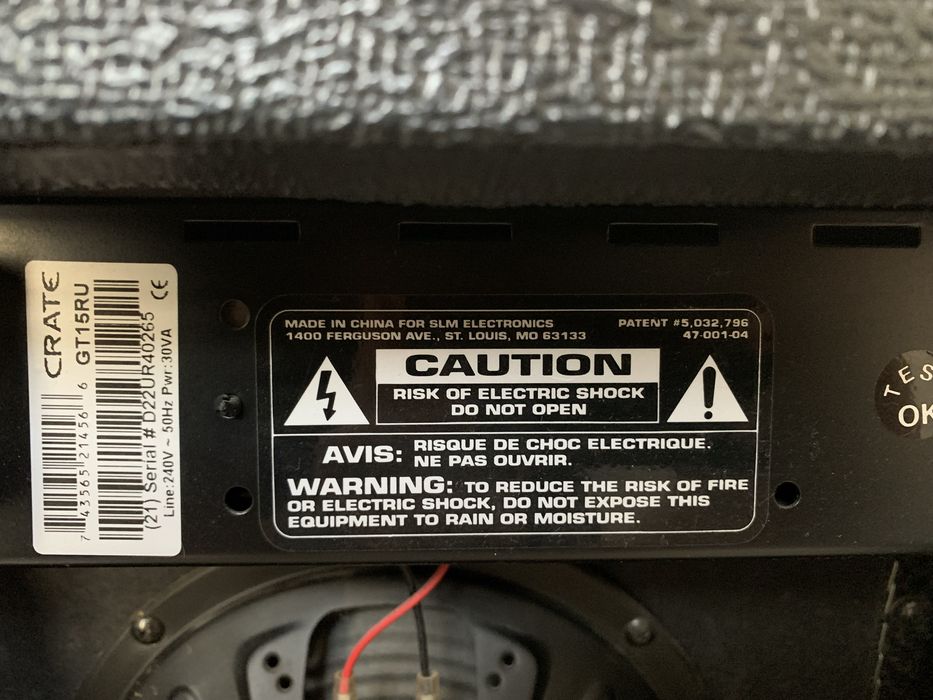 CRATE
GT15RU
7 43565 21456 6
(21) Serial # D22UR40265
Line:240V ~ 50Hz Pwr:30VA
CE
MADE IN CHINA FOR SLM ELECTRONICS
1400 FERGUSON AVE., ST. LOUIS, MO 63133
PATENT #5,032,796
47-001-04
CAUTION
RISK OF ELECTRIC SHOCK
DO NOT OPEN
AVIS: RISQUE DE CHOC ELECTRIQUE.
NE PAS OUVRIR.
WARNING: TO REDUCE THE RISK OF FIRE
OR ELECTRIC SHOCK, DO NOT EXPOSE THIS
EQUIPMENT TO RAIN OR MOISTURE.
OK